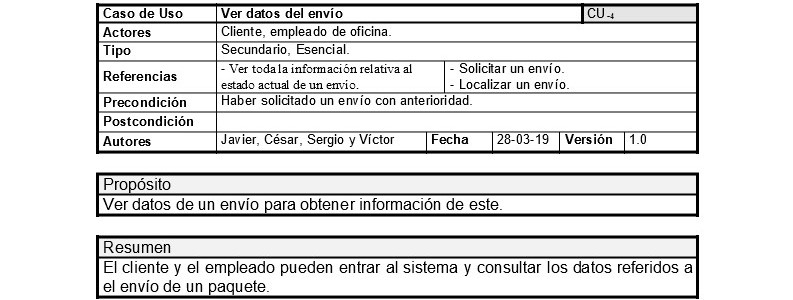 Caso de Uso Ver datos del envío CU-4
Actores Cliente, empleado de oficina.
Tipo Secundario, Esencial.
Referencias - Ver toda la información relativa al estado actual de un envío. - Solicitar un envío. - Localizar un envío.
Precondición Haber solicitado un envío con anterioridad.
Postcondición
Autores Javier, César, Sergio y Víctor Fecha 28-03-19 Versión 1.0
Propósito
Ver datos de un envío para obtener información de este.
Resumen
El cliente y el empleado pueden entrar al sistema y consultar los datos referidos a
el envío de un paquete.